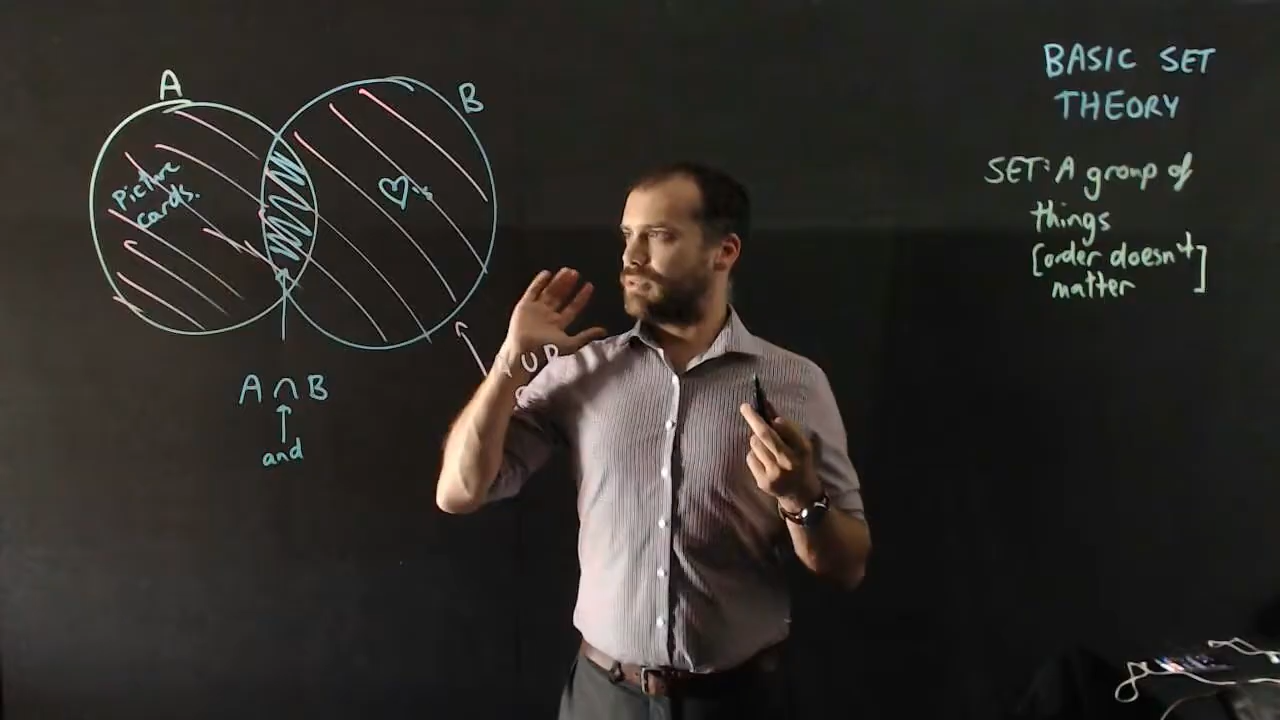 A
B
Picture
cards.
♡'s
A ∩ B
and
BASIC SET
THEORY
SET: A group of
things
[order doesn't
matter]